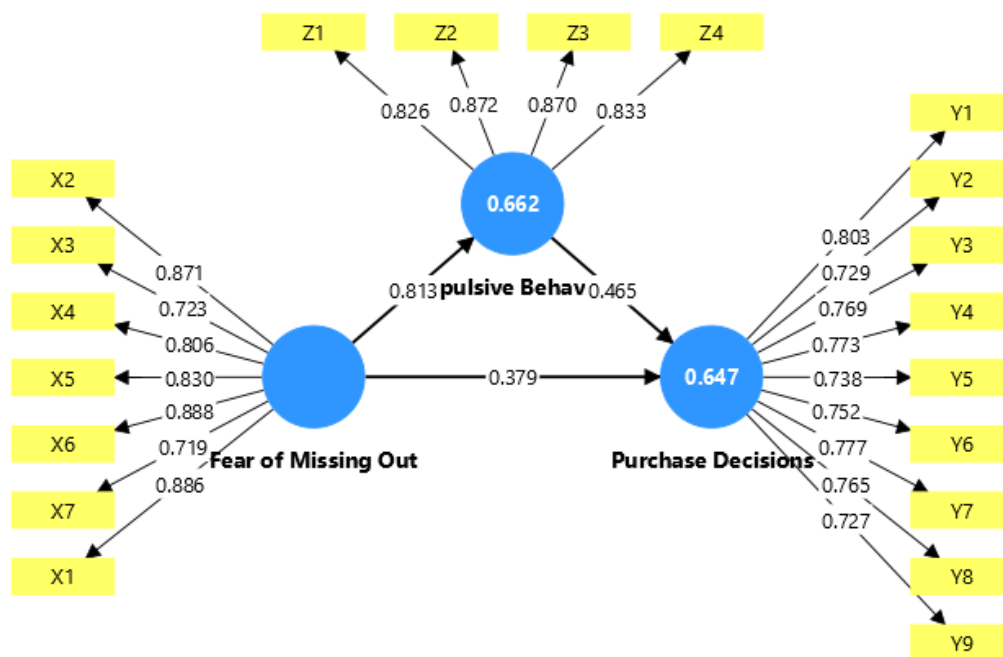 Z1 Z2 Z3 Z4
0.826 0.872 0.870 0.833
Y1
X2
Y2
0.662
X3
0.871
0.803
Y3
0.729
0.813 pulsive Behav 0.465
0.723
0.769
X4
0.806
0.773
Y4
X5
0.830
0.379
0.647
0.738
Y5
0.888
0.752
X6
0.719
0.777
Y6
Fear of Missing Out
Purchase Decisions
0.886
0.765
X7
0.727
Y7
X1
Y8
Y9